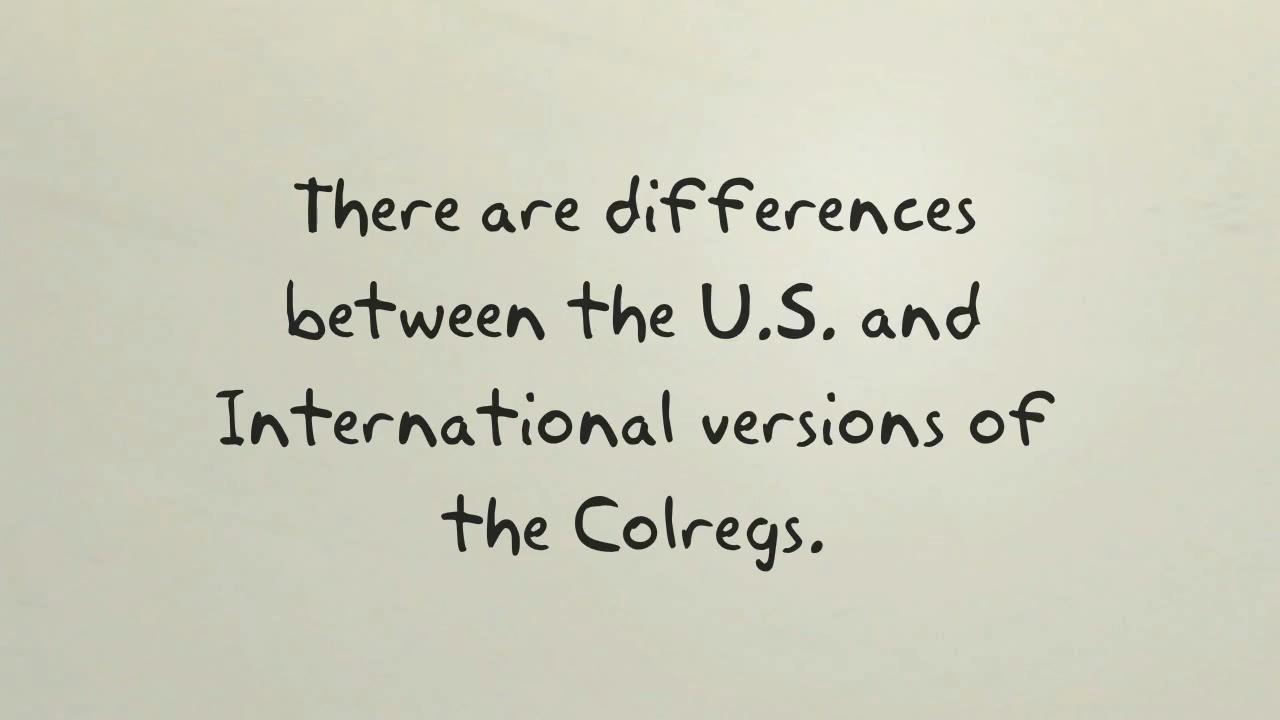 There are differences
between the U.S. and
International versions of
the Colregs.